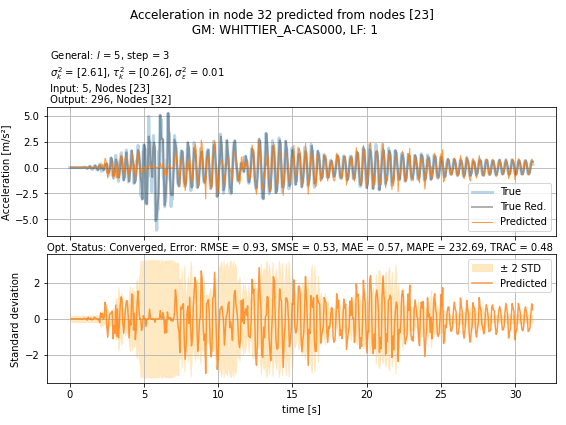 Acceleration in node 32 predicted from nodes [23]
GM: WHITTIER_A-CAS000, LF: 1
General: l = 5, step = 3
σ²ₖ = [2.61], τ²ₖ = [0.26], σ²ε = 0.01
Input: 5, Nodes [23]
Output: 296, Nodes [32]
Acceleration [m/s²]
5.0
2.5
0.0
−2.5
−5.0
True
True Red.
Predicted
Opt. Status: Converged, Error: RMSE = 0.93, SMSE = 0.53, MAE = 0.57, MAPE = 232.69, TRAC = 0.48
Standard deviation
2
0
−2
± 2 STD
Predicted
0 5 10 15 20 25 30
time [s]